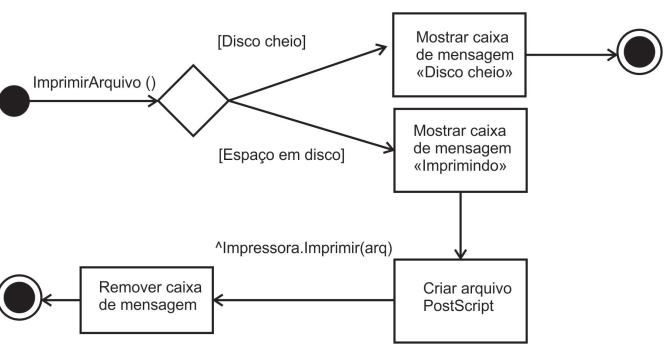 ImprimirArquivo ()
[Disco cheio]
Mostrar caixa
de mensagem
«Disco cheio»
[Espaço em disco]
Mostrar caixa
de mensagem
«Imprimindo»
^Impressora.Imprimir(arq)
Criar arquivo
PostScript
Remover caixa
de mensagem